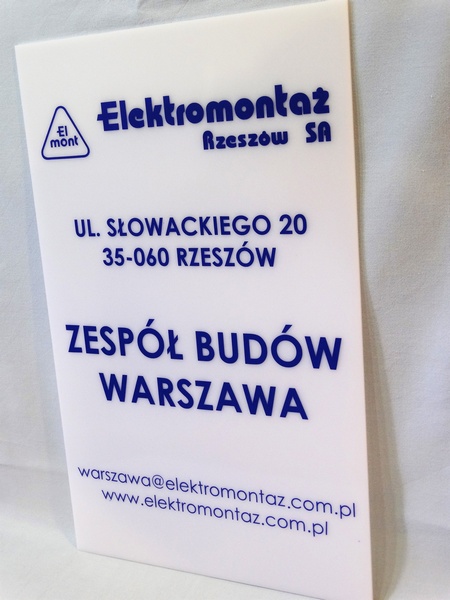 El
mont
Elektromontaż
Rzeszów SA
UL. SŁOWACKIEGO 20
35-060 RZESZÓW
ZESPÓŁ BUDÓW
WARSZAWA
warszawa@elektromontaz.com.pl
www.elektromontaz.com.pl